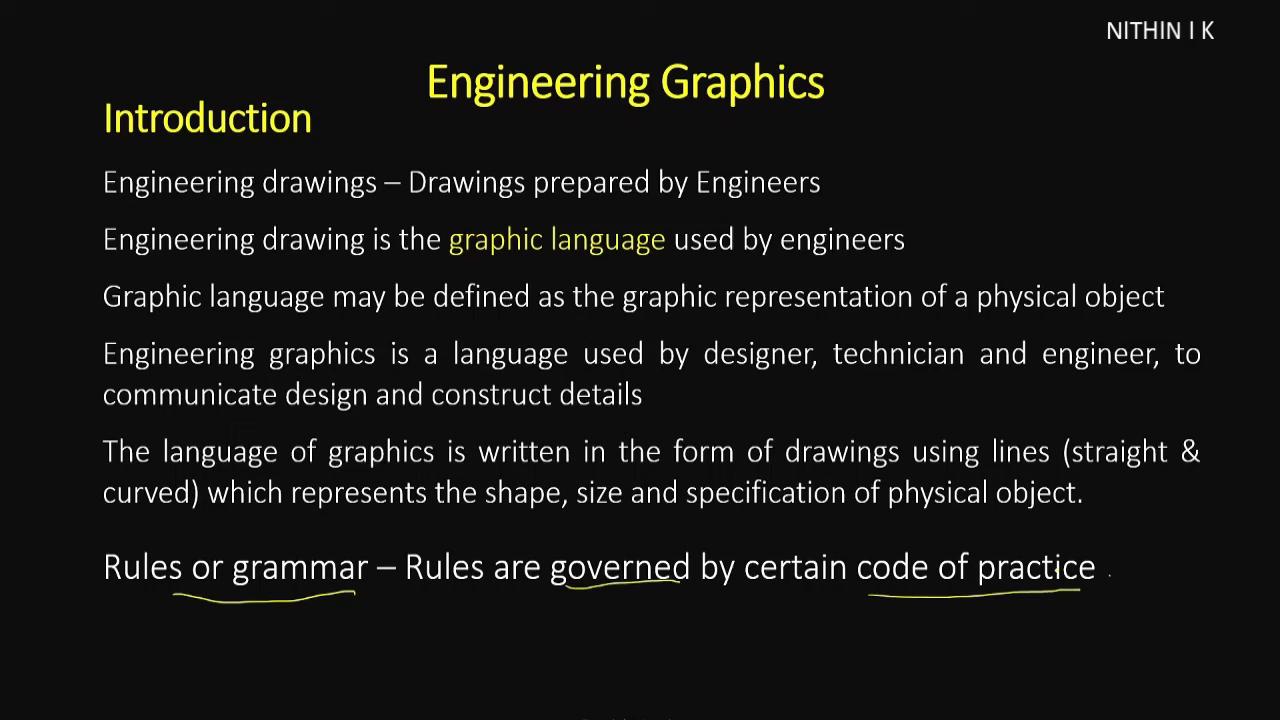 NITHIN I K
Engineering Graphics
Introduction
Engineering drawings – Drawings prepared by Engineers
Engineering drawing is the graphic language used by engineers
Graphic language may be defined as the graphic representation of a physical object
Engineering graphics is a language used by designer, technician and engineer, to
communicate design and construct details
The language of graphics is written in the form of drawings using lines (straight &
curved) which represents the shape, size and specification of physical object.
Rules or grammar – Rules are governed by certain code of practice